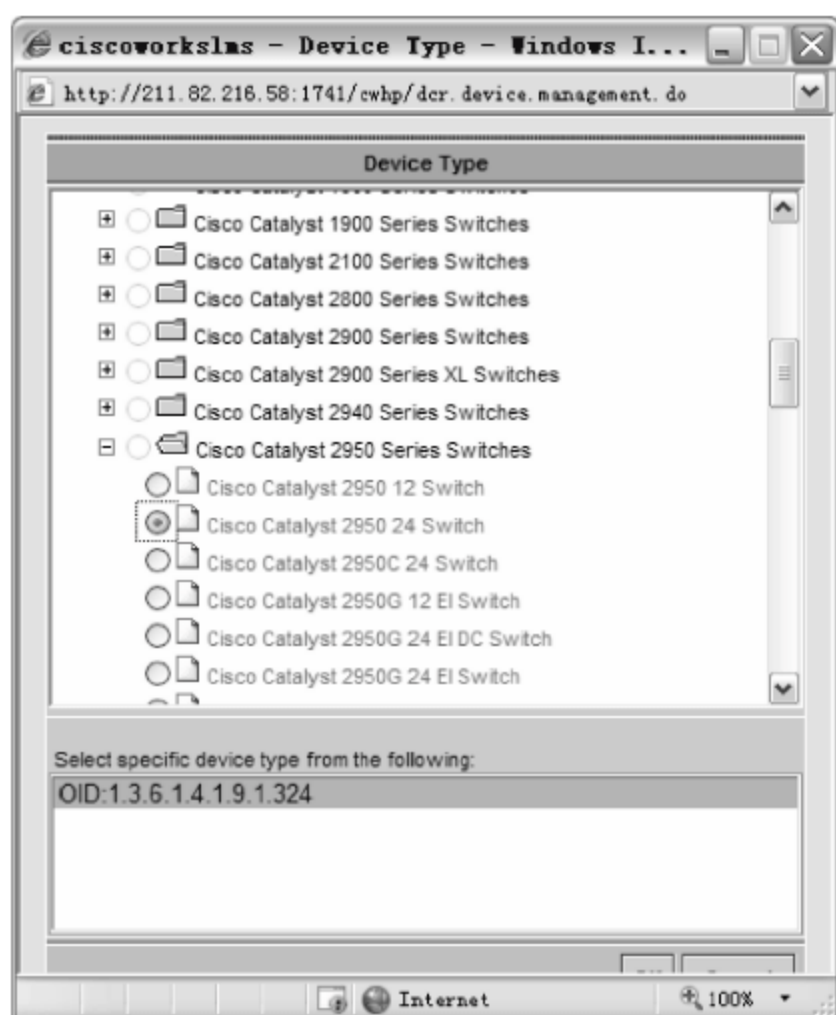 ciscoworkslms - Device Type - Windows I...
http://211.82.216.58:1741/cwhp/dcr.device.management.do
Device Type
Cisco Catalyst 1900 Series Switches
Cisco Catalyst 2100 Series Switches
Cisco Catalyst 2800 Series Switches
Cisco Catalyst 2900 Series Switches
Cisco Catalyst 2900 Series XL Switches
Cisco Catalyst 2940 Series Switches
Cisco Catalyst 2950 Series Switches
Cisco Catalyst 2950 12 Switch
Cisco Catalyst 2950 24 Switch
Cisco Catalyst 2950C 24 Switch
Cisco Catalyst 2950G 12 EI Switch
Cisco Catalyst 2950G 24 EI DC Switch
Cisco Catalyst 2950G 24 EI Switch
Select specific device type from the following:
OID:1.3.6.1.4.1.9.1.324
Internet 100%